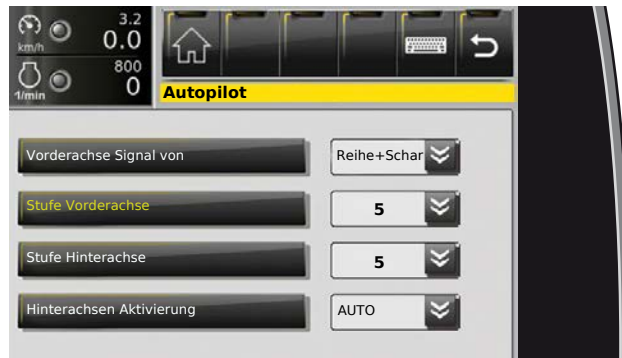 3.2
km/h 0.0
800
1/min 0
Autopilot
Vorderachse Signal von Reihe+Schar
Stufe Vorderachse 5
Stufe Hinterachse 5
Hinterachsen Aktivierung AUTO